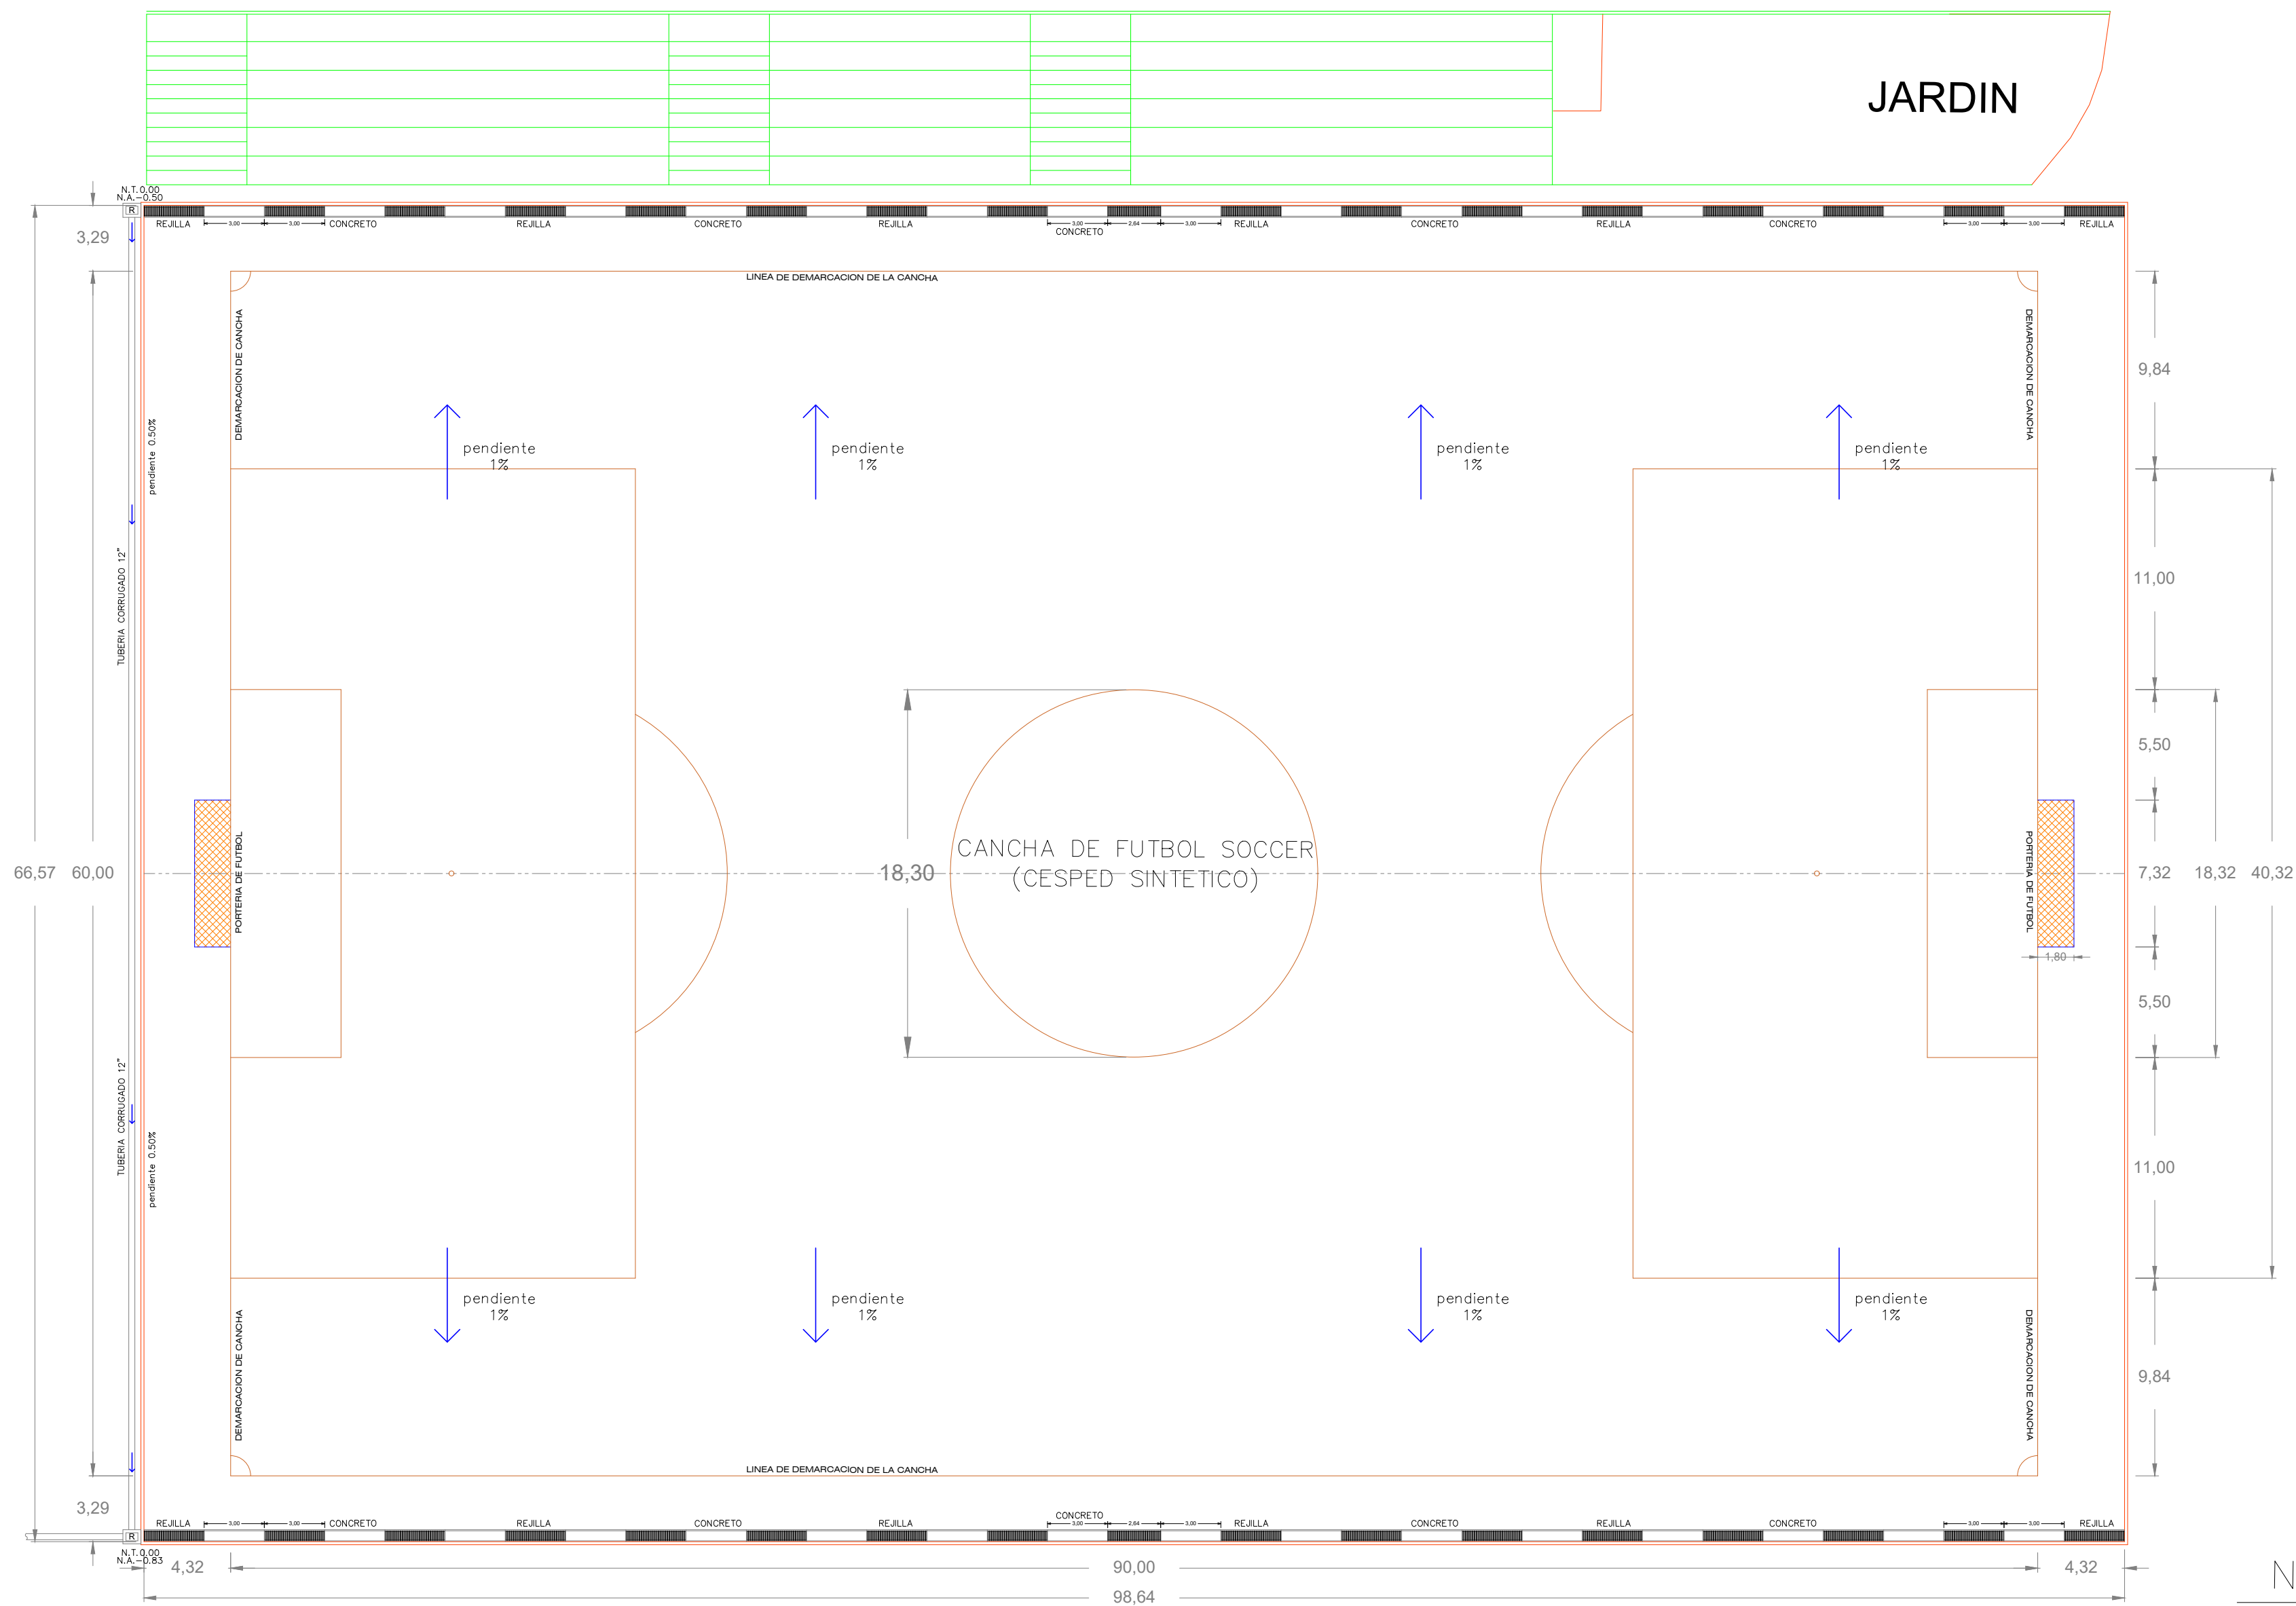 JARDIN
N.T.0.00
N.A.-0.50
R
REJILLA 3,00 3,00 CONCRETO REJILLA CONCRETO REJILLA 3,00 2,64 3,00 REJILLA CONCRETO REJILLA CONCRETO 3,00 3,00 REJILLA
CONCRETO
3,29
LINEA DE DEMARCACION DE LA CANCHA
DEMARCACION DE CANCHA
DEMARCACION DE CANCHA
9,84
pendiente 0.50%
pendiente
1%
pendiente
1%
pendiente
1%
pendiente
1%
TUBERIA CORRUGADO 12"
11,00
5,50
CANCHA DE FUTBOL SOCCER
(CESPED SINTETICO)
18,30
66,57
60,00
PORTERIA DE FUTBOL
PORTERIA DE FUTBOL
7,32
18,32
40,32
1,80
5,50
TUBERIA CORRUGADO 12"
pendiente 0.50%
11,00
pendiente
1%
pendiente
1%
pendiente
1%
pendiente
1%
DEMARCACION DE CANCHA
DEMARCACION DE CANCHA
9,84
LINEA DE DEMARCACION DE LA CANCHA
3,29
CONCRETO
REJILLA 3,00 3,00 CONCRETO REJILLA CONCRETO REJILLA 3,00 2,64 3,00 REJILLA CONCRETO REJILLA CONCRETO 3,00 3,00 REJILLA
R
N.T.0.00
N.A.-0.83
4,32
90,00
4,32
98,64
N